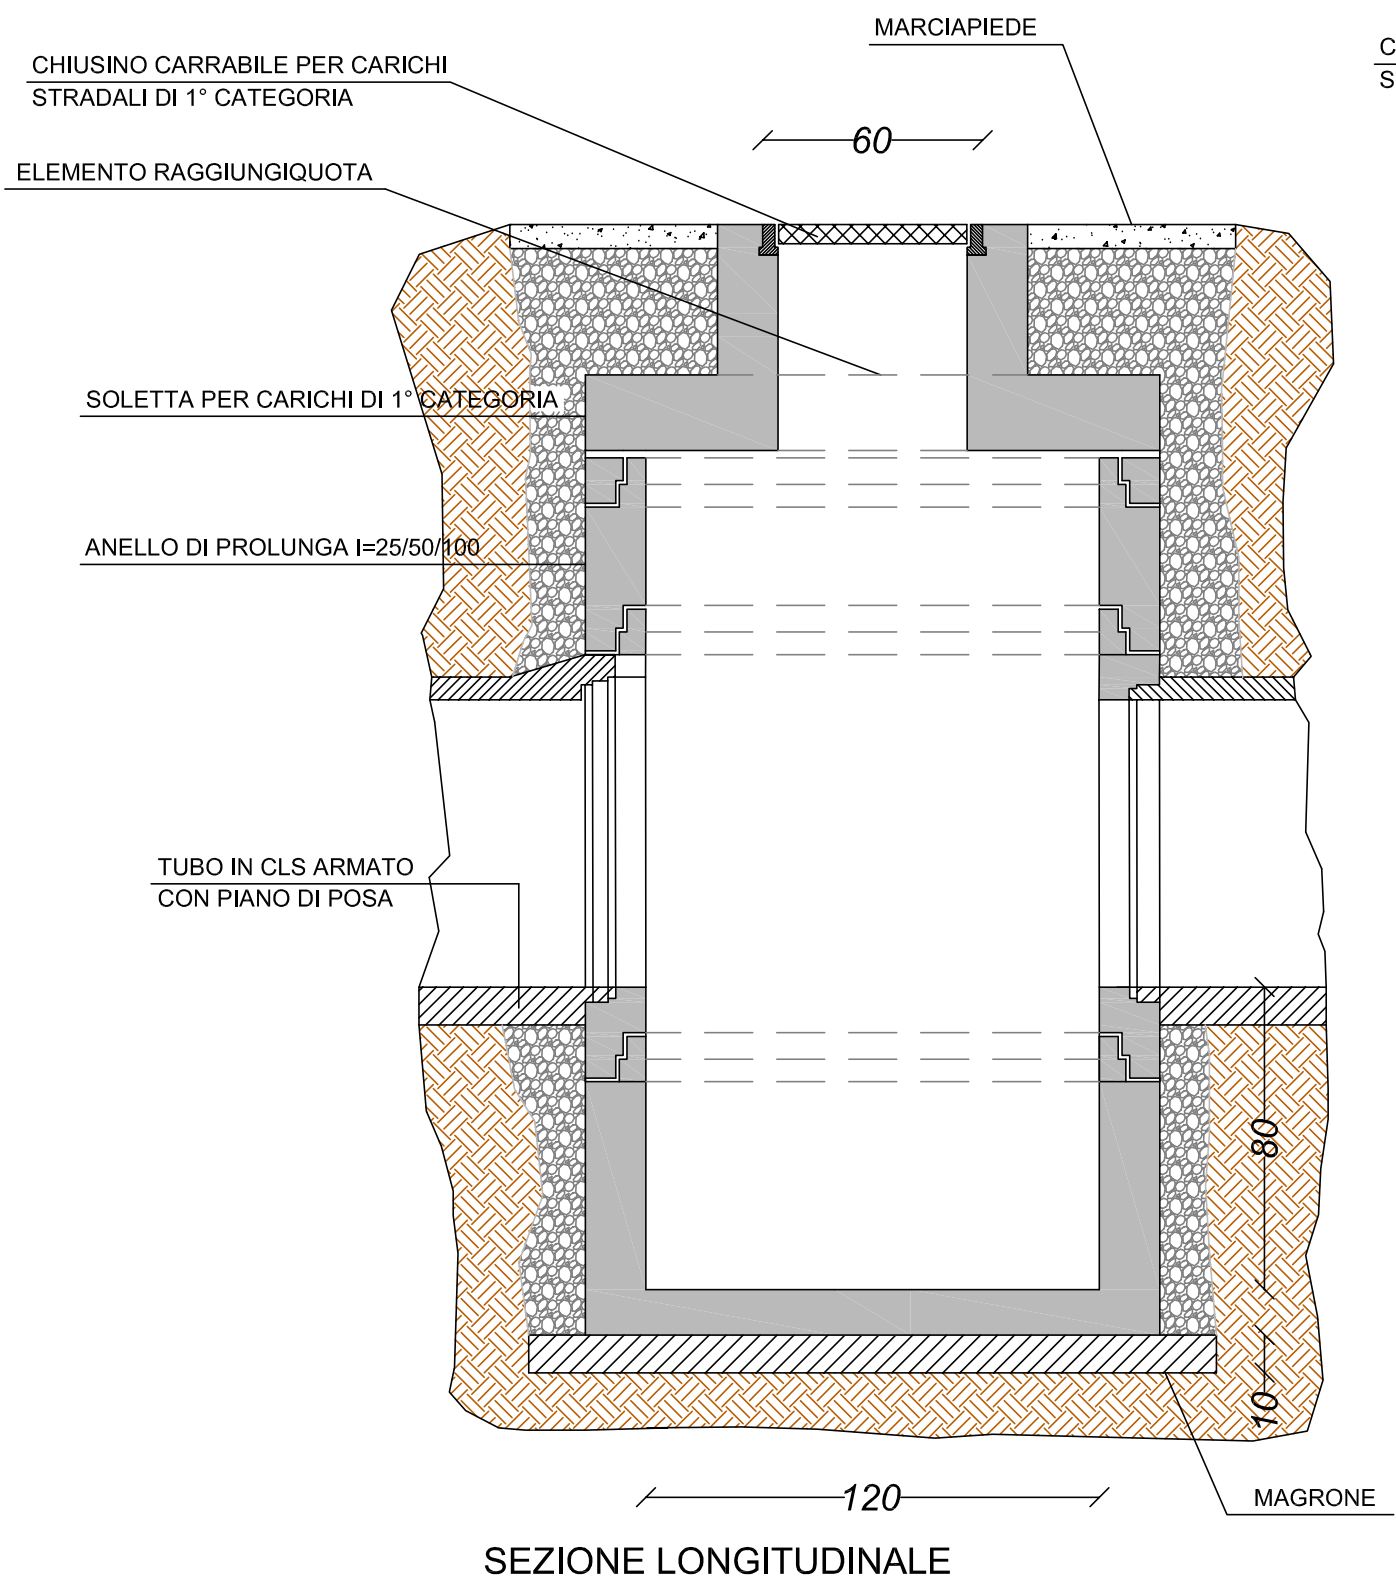 MARCIAPIEDE
C
S
CHIUSINO CARRABILE PER CARICHI
STRADALI DI 1° CATEGORIA
60
ELEMENTO RAGGIUNGIQUOTA
SOLETTA PER CARICHI DI 1° CATEGORIA
ANELLO DI PROLUNGA I=25/50/100
TUBO IN CLS ARMATO
CON PIANO DI POSA
80
10
120
MAGRONE
SEZIONE LONGITUDINALE